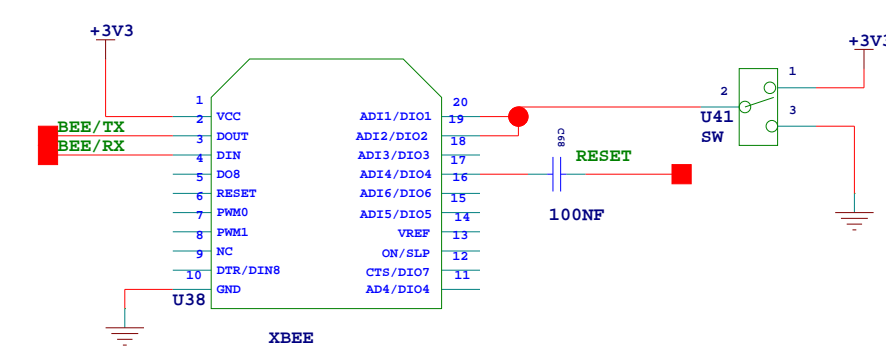 +3V3
+3V3
1
VCC
ADI1/DIO1
20
2
DOUT
ADI2/DIO2
19
3
DIN
ADI3/DIO3
18
4
DO8
ADI4/DIO4
17
5
RESET
ADI6/DIO6
16
6
PWM0
ADI5/DIO5
15
7
PWM1
VREF
14
8
NC
ON/SLP
13
9
DTR/DIN8
CTS/DIO7
12
10
GND
AD4/DIO4
11
BEE/TX
BEE/RX
U38
XBEE
C68
100NF
RESET
2
1
3
U41
SW